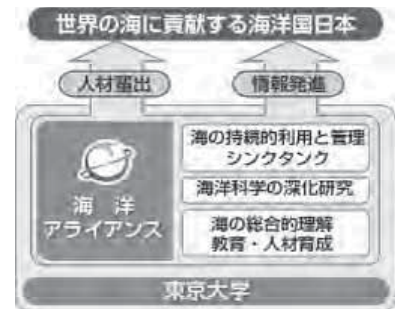 世界の海に貢献する海洋国日本
人材輩出
情報発進
海洋
アライアンス
海の持続的利用と管理
シンクタンク
海洋科学の深化研究
海の総合的理解
教育・人材育成
東京大学